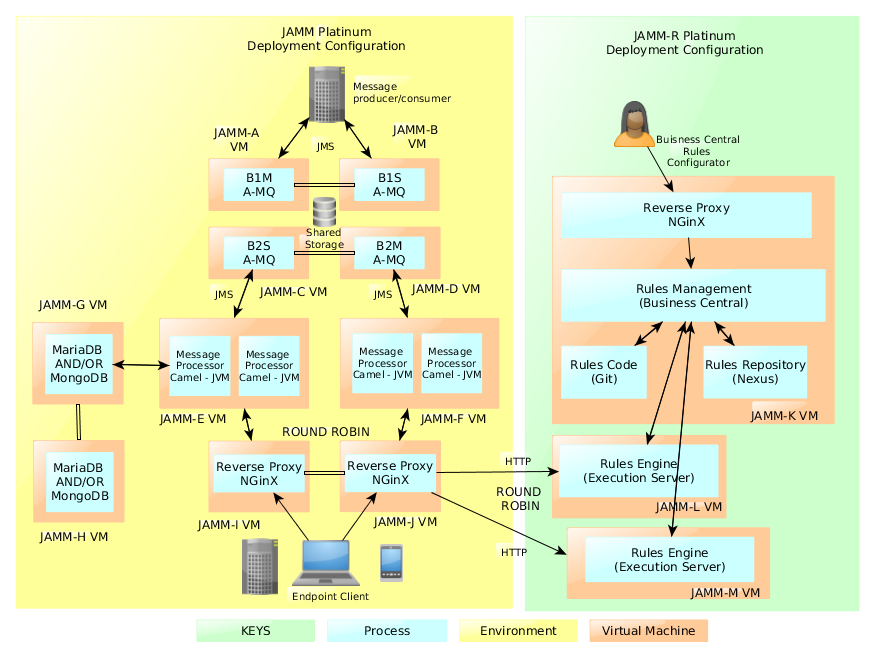 JAMM Platinum
Deployment Configuration
Message
producer/consumer
JAMM-A
VM
JAMM-B
VM
JMS
B1M
A-MQ
B1S
A-MQ
Shared
Storage
B2S
A-MQ
B2M
A-MQ
JMS
JAMM-C VM
JMS
JAMM-D VM
JAMM-G VM
MariaDB
AND/OR
MongoDB
Message
Processor
Camel - JVM
Message
Processor
Camel - JVM
Message
Processor
Camel - JVM
Message
Processor
Camel - JVM
JAMM-E VM
JAMM-F VM
ROUND ROBIN
MariaDB
AND/OR
MongoDB
JAMM-H VM
Reverse Proxy
NGinX
Reverse Proxy
NGinX
JAMM-I VM
JAMM-J VM
Endpoint Client
JAMM-R Platinum
Deployment Configuration
Buisness Central
Rules
Configurator
Reverse Proxy
NGinX
Rules Management
(Business Central)
Rules Code
(Git)
Rules Repository
(Nexus)
JAMM-K VM
HTTP
ROUND
ROBIN
HTTP
Rules Engine
(Execution Server)
JAMM-L VM
Rules Engine
(Execution Server)
JAMM-M VM
KEYS
Process
Environment
Virtual Machine